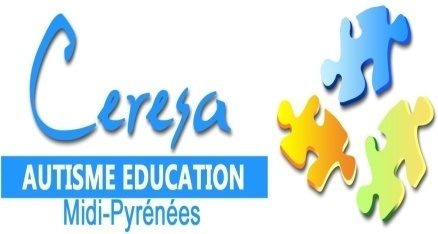 Ceresa
AUTISME EDUCATION
Midi-Pyrénées